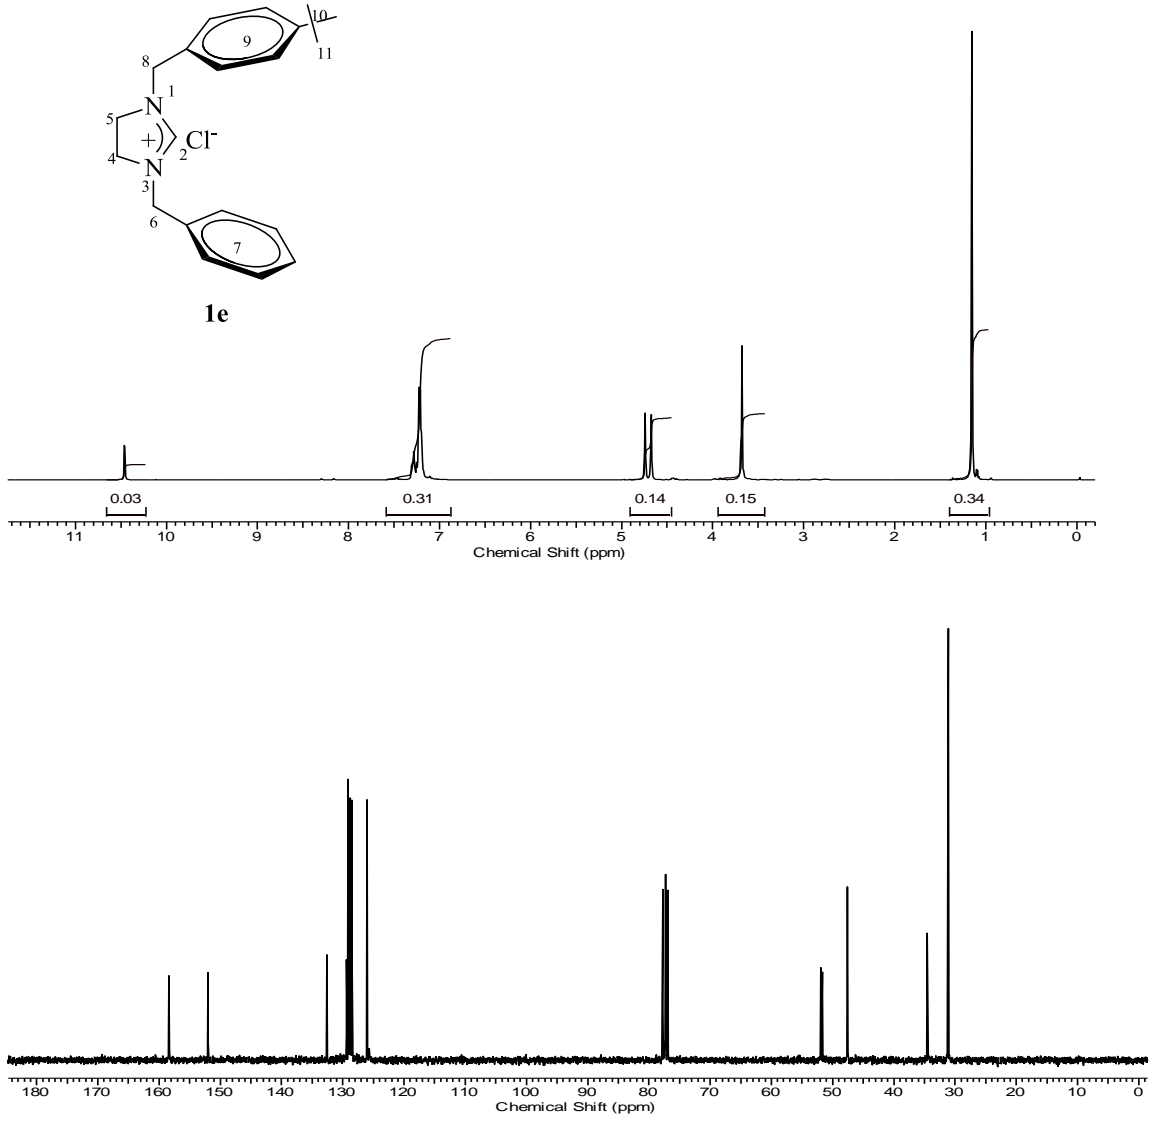 10
9
11
8
N 1
5
+ 2 Cl-
4
N
3
6
7
1e
0.03 0.31 0.14 0.15 0.34
11 10 9 8 7 6 5 4 3 2 1 0
Chemical Shift (ppm)
180 170 160 150 140 130 120 110 100 90 80 70 60 50 40 30 20 10 0
Chemical Shift (ppm)